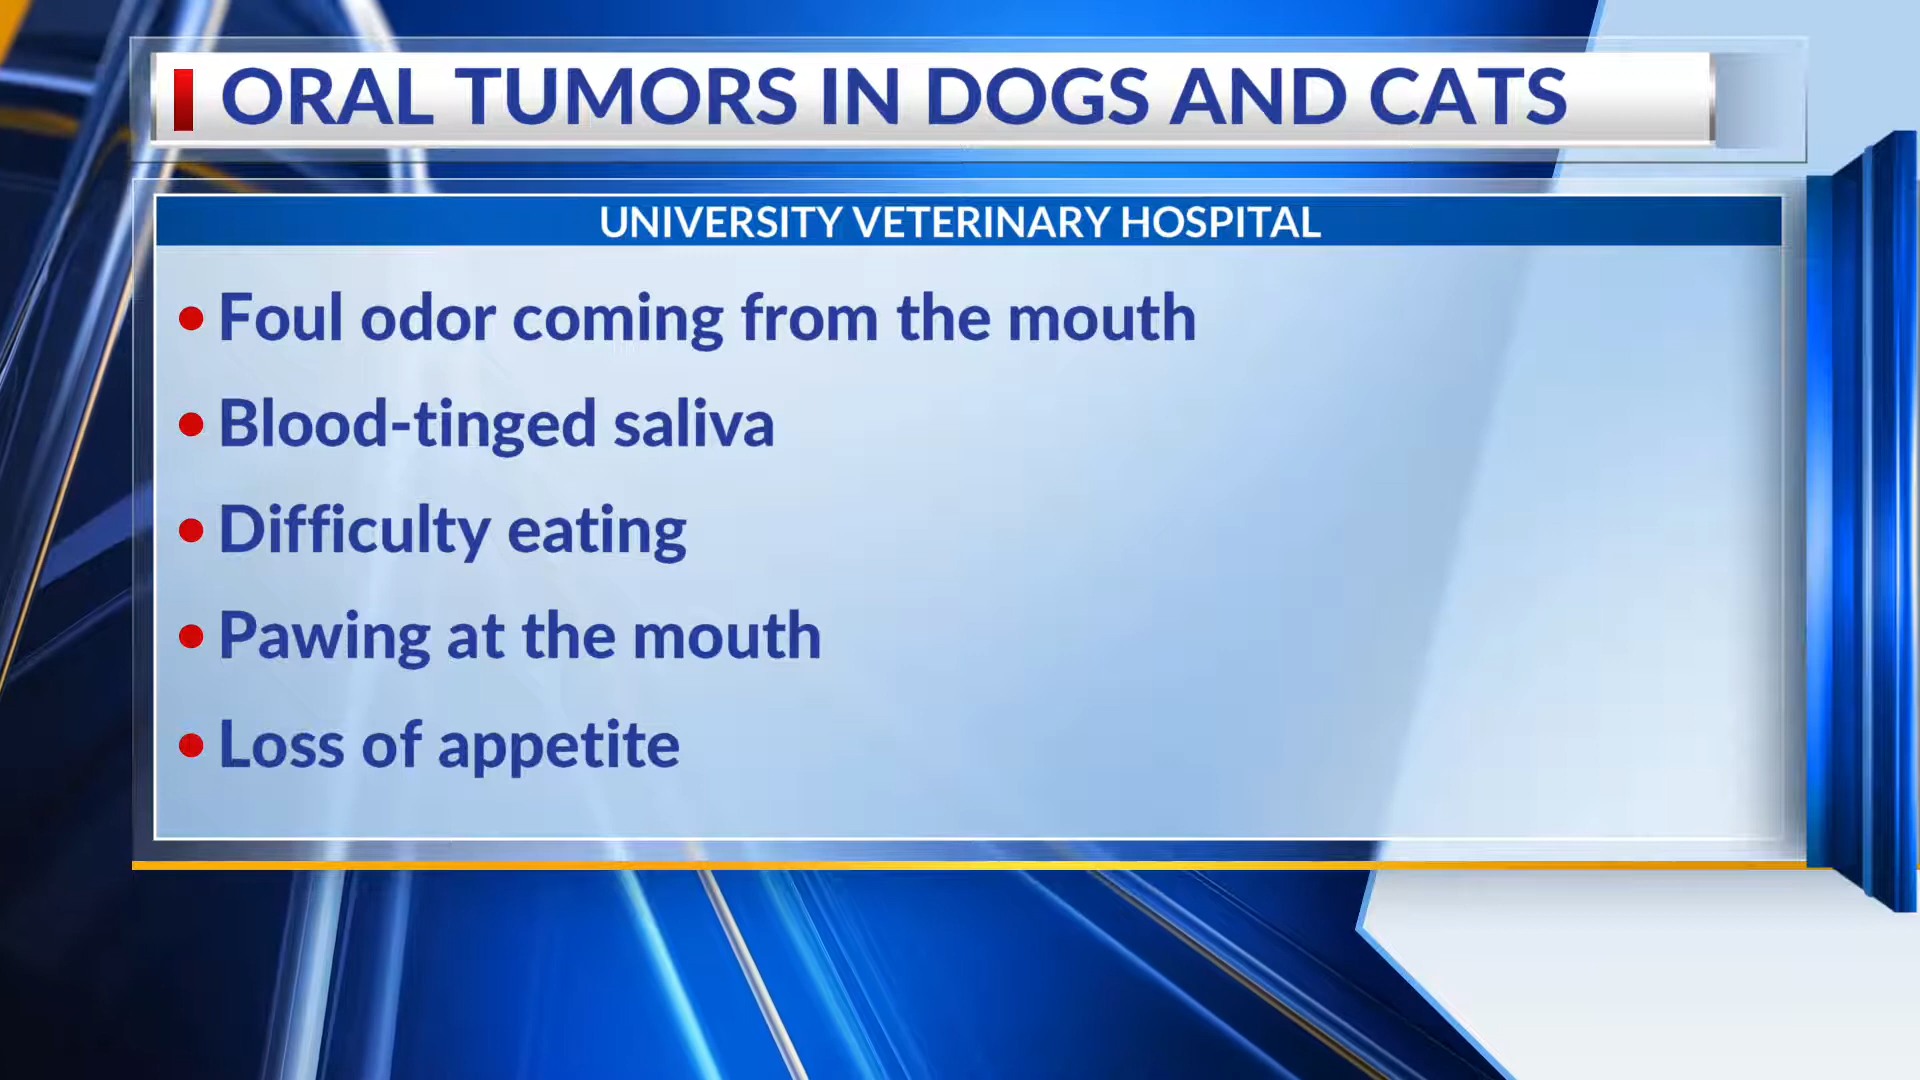 ORAL TUMORS IN DOGS AND CATS
UNIVERSITY VETERINARY HOSPITAL
• Foul odor coming from the mouth
• Blood-tinged saliva
• Difficulty eating
• Pawing at the mouth
• Loss of appetite